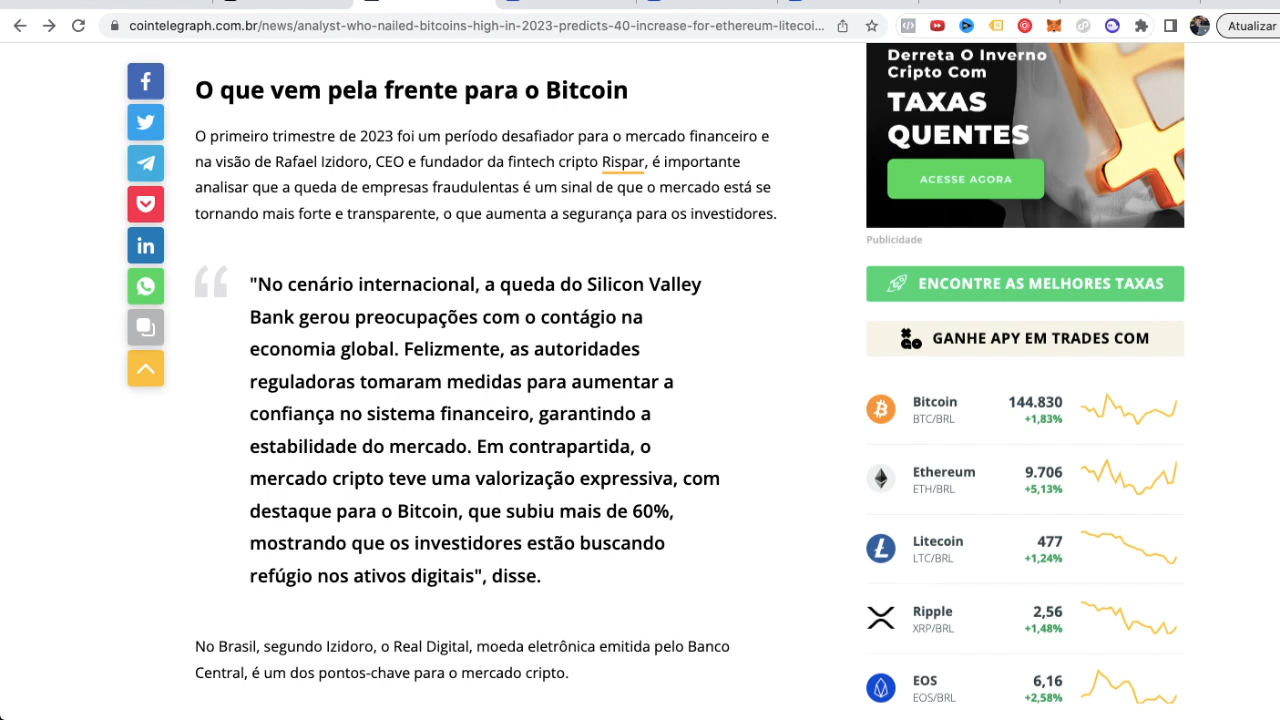 cointelegraph.com.br/news/analyst-who-nailed-bitcoins-high-in-2023-predicts-40-increase-for-ethereum-litecoi...
Atualizar
O que vem pela frente para o Bitcoin
O primeiro trimestre de 2023 foi um período desafiador para o mercado financeiro e
na visão de Rafael Izidoro, CEO e fundador da fintech cripto Rispar, é importante
analisar que a queda de empresas fraudulentas é um sinal de que o mercado está se
tornando mais forte e transparente, o que aumenta a segurança para os investidores.
"No cenário internacional, a queda do Silicon Valley
Bank gerou preocupações com o contágio na
economia global. Felizmente, as autoridades
reguladoras tomaram medidas para aumentar a
confiança no sistema financeiro, garantindo a
estabilidade do mercado. Em contrapartida, o
mercado cripto teve uma valorização expressiva, com
destaque para o Bitcoin, que subiu mais de 60%,
mostrando que os investidores estão buscando
refúgio nos ativos digitais", disse.
No Brasil, segundo Izidoro, o Real Digital, moeda eletrônica emitida pelo Banco
Central, é um dos pontos-chave para o mercado cripto.
Derreta O Inverno
Cripto Com
TAXAS
QUENTES
ACESSE AGORA
Publicidade
ENCONTRE AS MELHORES TAXAS
GANHE APY EM TRADES COM
Bitcoin 144.830
BTC/BRL +1,83%
Ethereum 9.706
ETH/BRL +5,13%
Litecoin 477
LTC/BRL +1,24%
Ripple 2,56
XRP/BRL +1,48%
EOS 6,16
EOS/BRL +2,58%